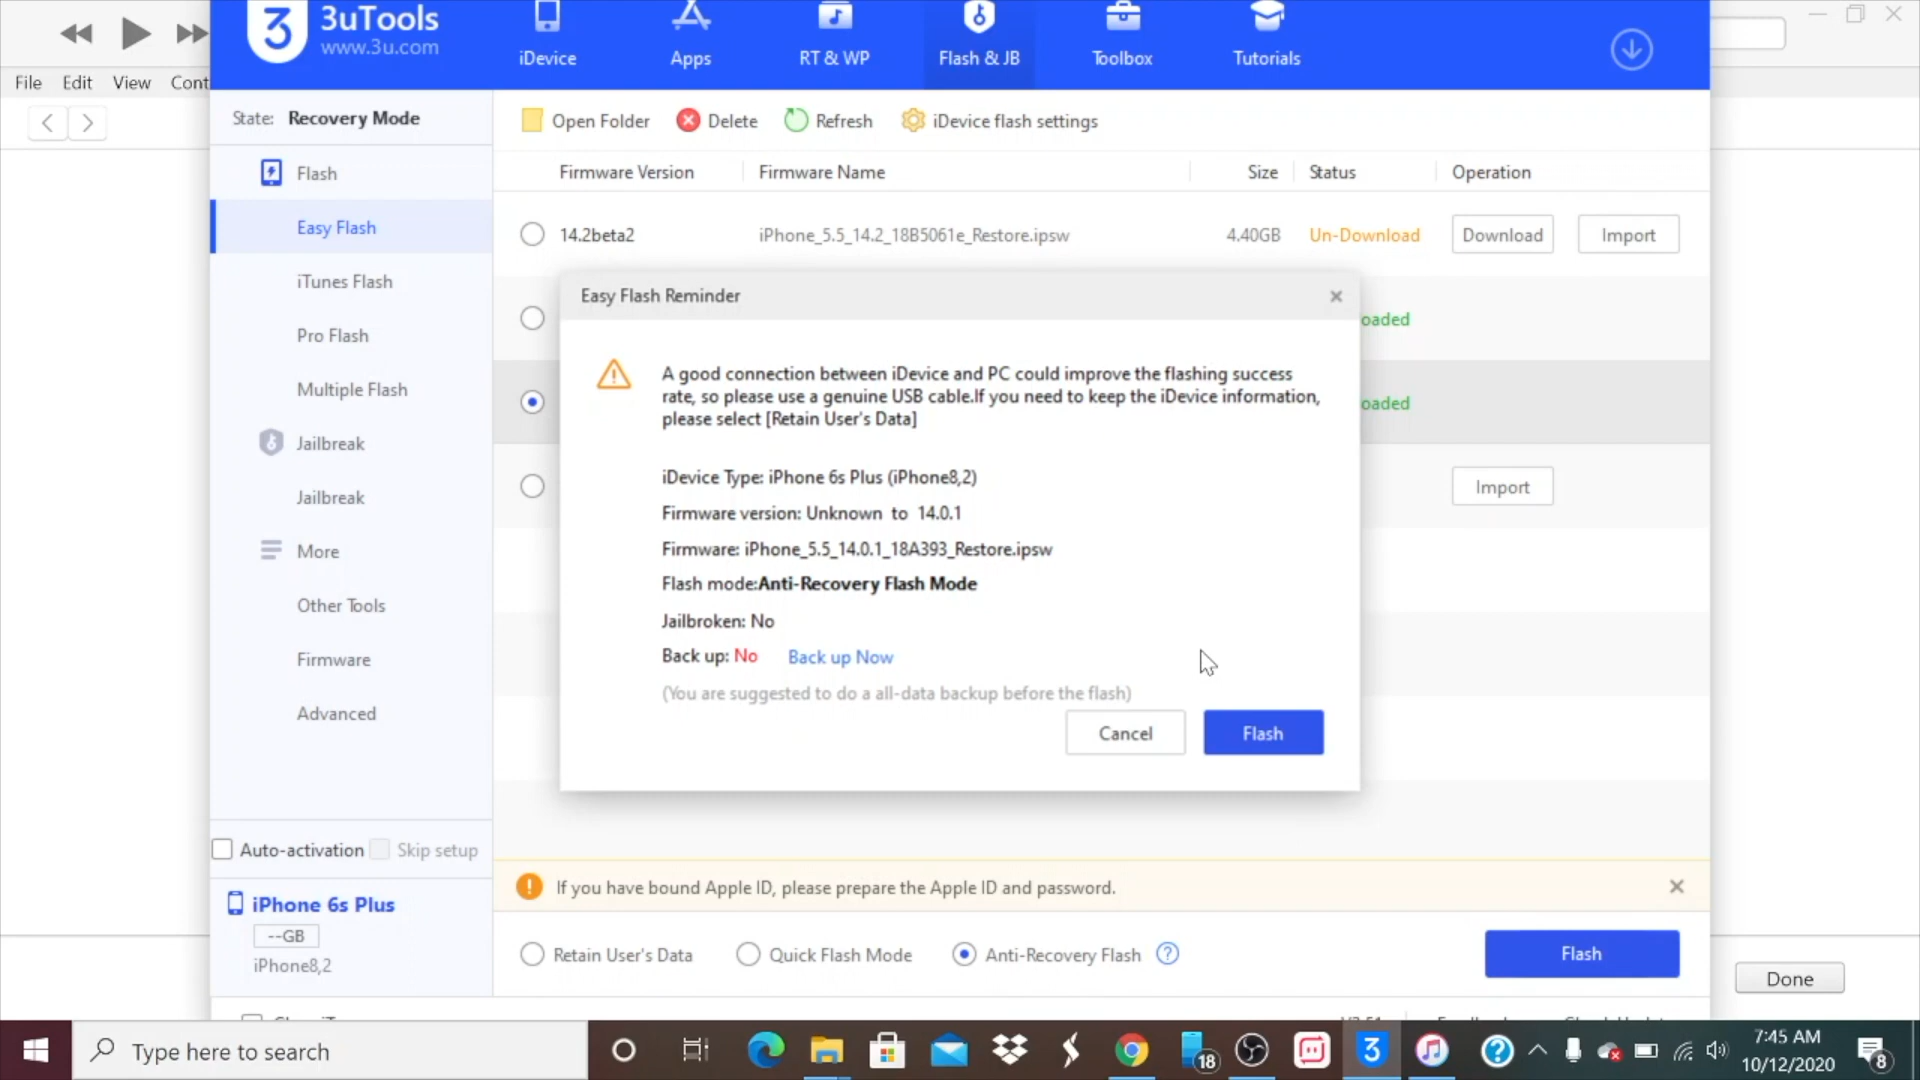 3 3uTools
www.3u.com
iDevice
Apps
RT & WP
Flash & JB
Toolbox
Tutorials
File Edit View Cont
State: Recovery Mode
Open Folder Delete Refresh iDevice flash settings
Flash
Easy Flash
iTunes Flash
Pro Flash
Multiple Flash
Jailbreak
Jailbreak
More
Other Tools
Firmware
Advanced
Firmware Version Firmware Name Size Status Operation
14.2beta2 iPhone_5.5_14.2_18B5061e_Restore.ipsw 4.40GB Un-Download Download Import
oaded
oaded
Import
Easy Flash Reminder
A good connection between iDevice and PC could improve the flashing success
rate, so please use a genuine USB cable.If you need to keep the iDevice information,
please select [Retain User's Data]
iDevice Type: iPhone 6s Plus (iPhone8,2)
Firmware version: Unknown to 14.0.1
Firmware: iPhone_5.5_14.0.1_18A393_Restore.ipsw
Flash mode:Anti-Recovery Flash Mode
Jailbroken: No
Back up: No Back up Now
(You are suggested to do a all-data backup before the flash)
Cancel Flash
Auto-activation Skip setup
iPhone 6s Plus
--GB
iPhone8,2
If you have bound Apple ID, please prepare the Apple ID and password.
Retain User's Data Quick Flash Mode Anti-Recovery Flash ? Flash
Done
Type here to search
18
3
?
7:45 AM
10/12/2020
8